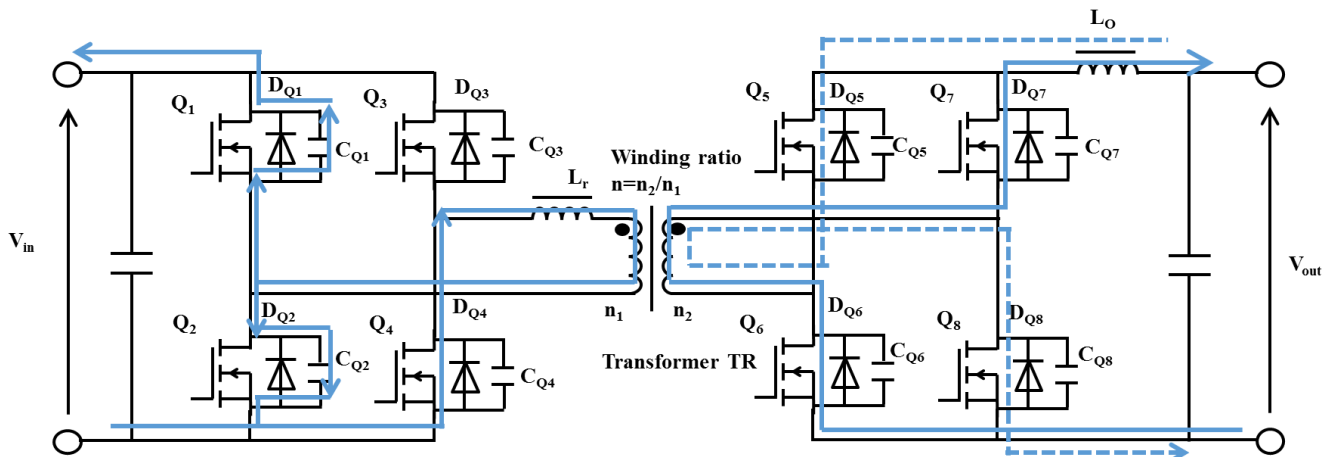 L_O
D_Q1
D_Q3
D_Q5
D_Q7
Q_1
Q_3
Q_5
Q_7
C_Q1
C_Q3
C_Q5
C_Q7
Winding ratio
n=n_2/n_1
L_r
V_in
V_out
n_1
n_2
D_Q2
D_Q4
D_Q6
D_Q8
Q_2
Q_4
Q_6
Q_8
C_Q2
C_Q4
C_Q6
C_Q8
Transformer TR